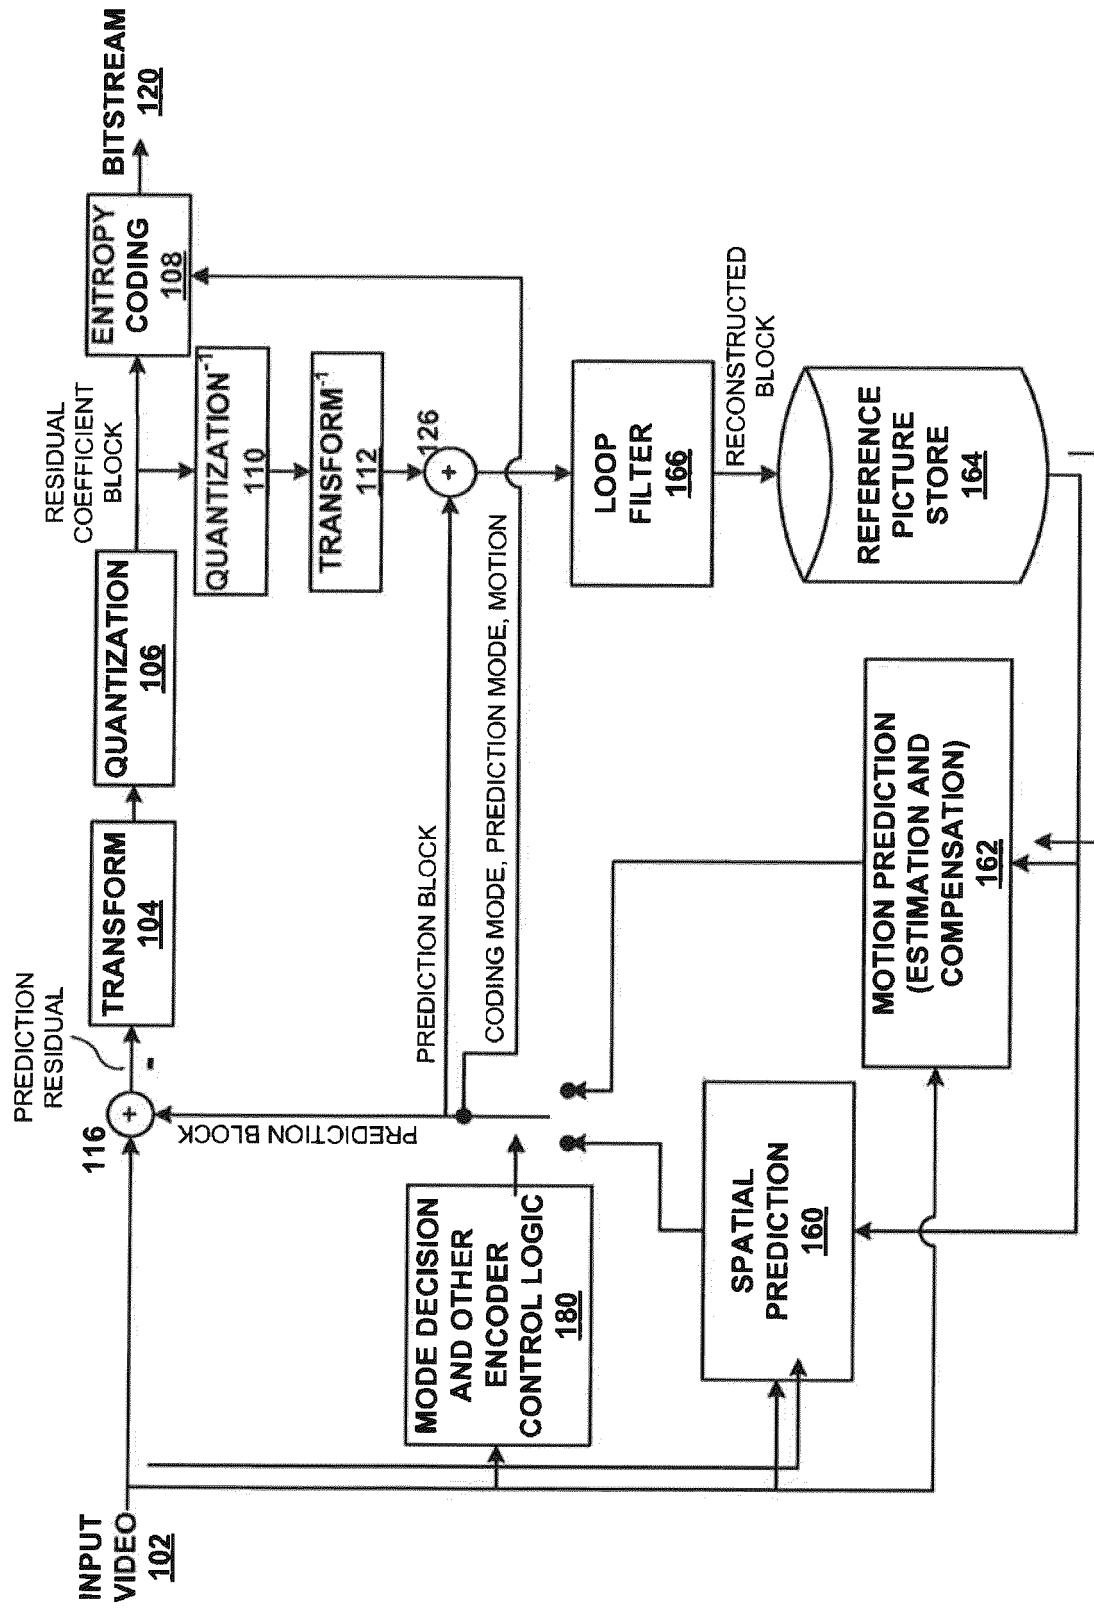 INPUT
VIDEO
102
116
+
-
PREDICTION
RESIDUAL
TRANSFORM
104
QUANTIZATION
106
RESIDUAL
COEFFICIENT
BLOCK
ENTROPY
CODING
108
BITSTREAM
120
QUANTIZATION⁻¹
110
TRANSFORM⁻¹
112
126
+
PREDICTION BLOCK
PREDICTION BLOCK
CODING MODE, PREDICTION MODE, MOTION
MODE DECISION
AND OTHER
ENCODER
CONTROL LOGIC
180
LOOP
FILTER
166
RECONSTRUCTED
BLOCK
SPATIAL
PREDICTION
160
MOTION PREDICTION
(ESTIMATION AND
COMPENSATION)
162
REFERENCE
PICTURE
STORE
164